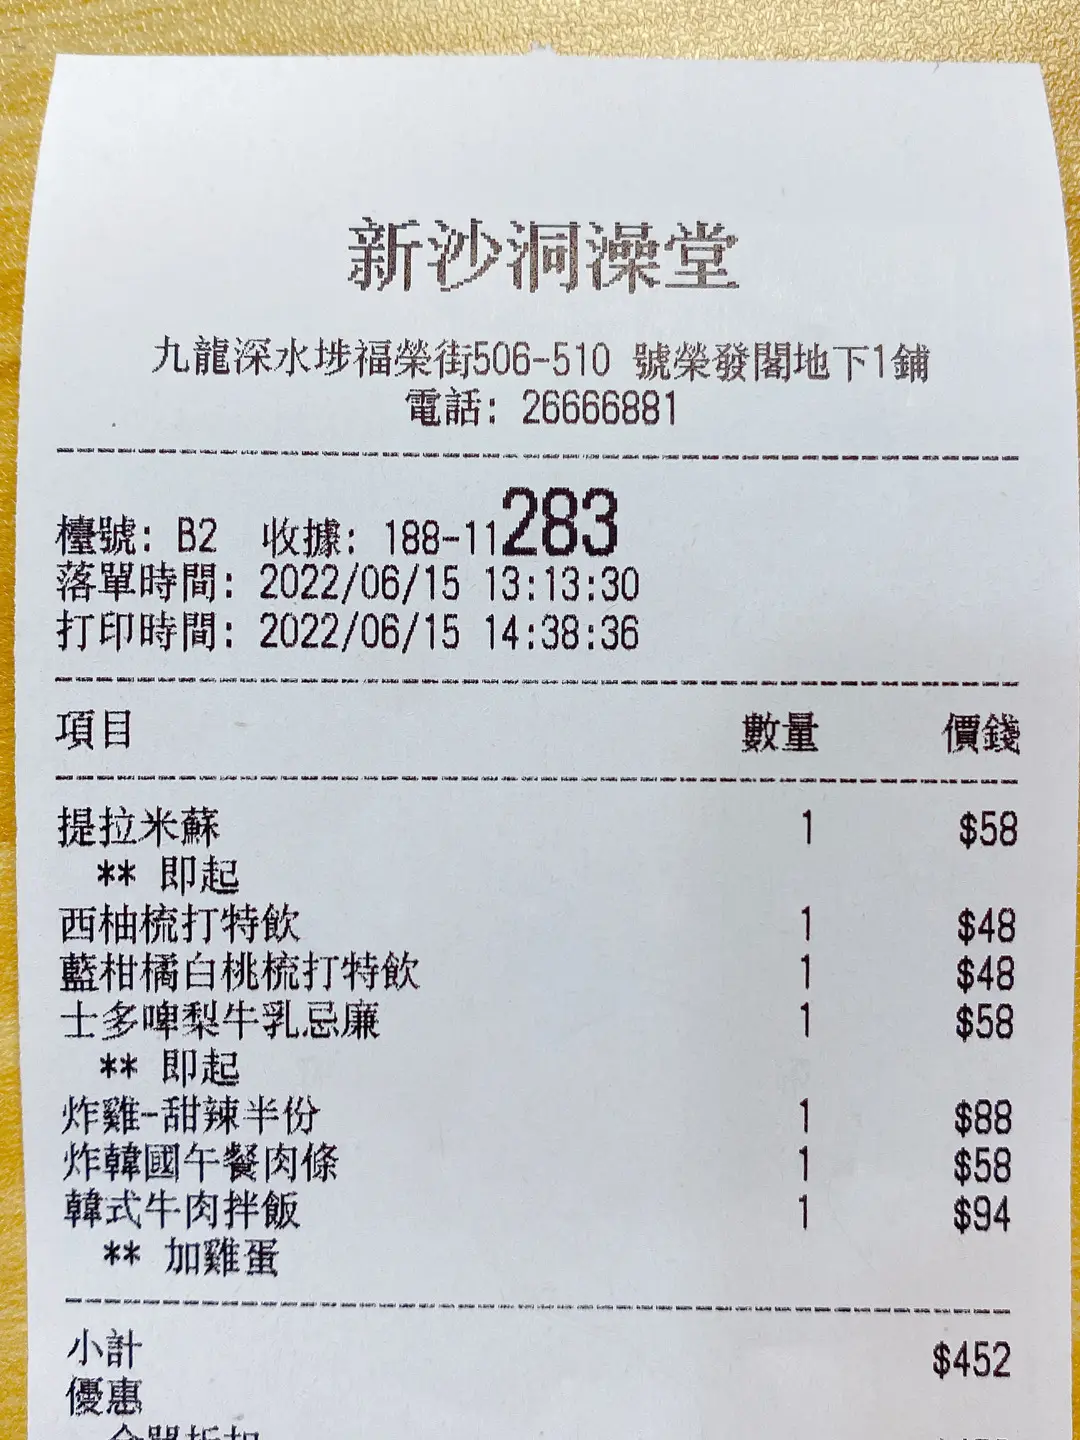 新沙洞澡堂
九龍深水埗福榮街506-510 號榮發閣地下1鋪
電話: 26666881
檯號: B2 收據: 188-11283
落單時間: 2022/06/15 13:13:30
打印時間: 2022/06/15 14:38:36
項目 數量 價錢
提拉米蘇 1 $58
** 即起
西柚梳打特飲 1 $48
藍柑橘白桃梳打特飲 1 $48
士多啤梨牛乳忌廉 1 $58
** 即起
炸雞-甜辣半份 1 $88
炸韓國午餐肉條 1 $58
韓式牛肉拌飯 1 $94
** 加雞蛋
小計 $452
優惠